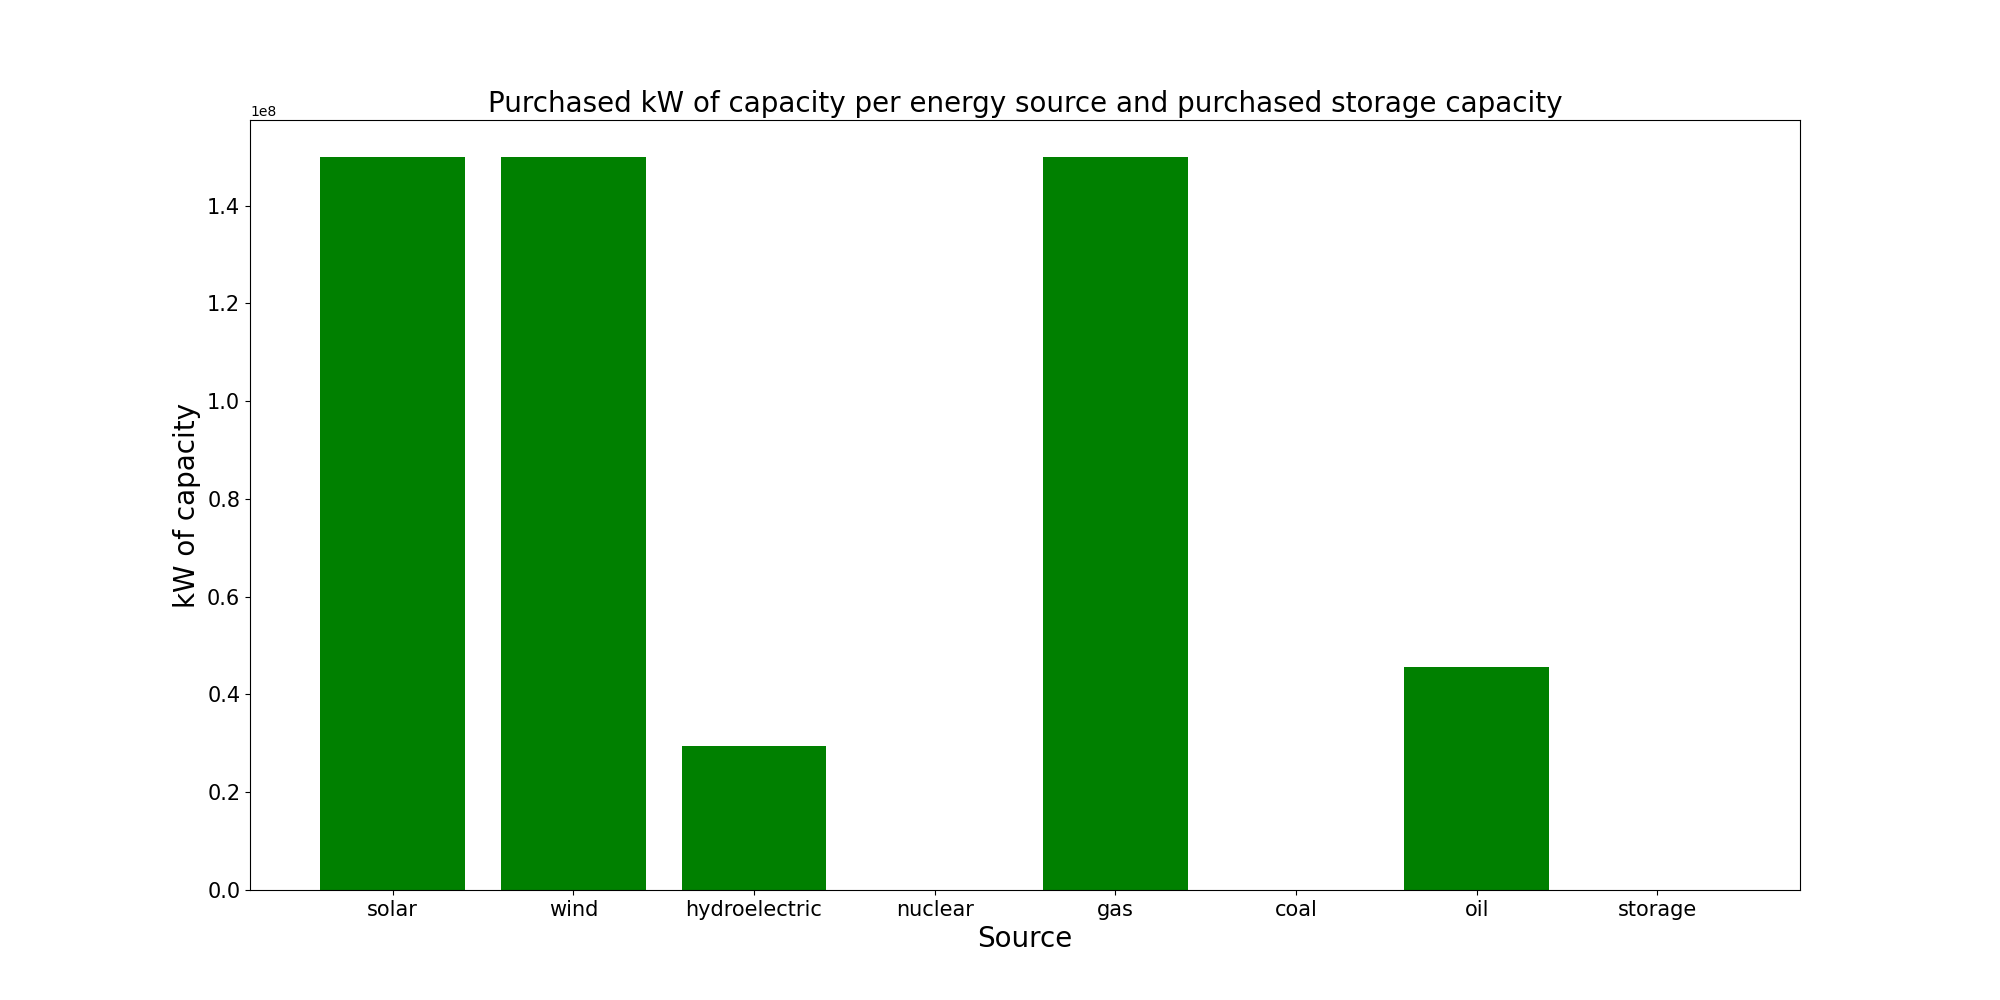 Purchased kW of capacity per energy source and purchased storage capacity
1e8
1.4
1.2
1.0
0.8
0.6
0.4
0.2
0.0
kW of capacity
solar wind hydroelectric nuclear gas coal oil storage
Source